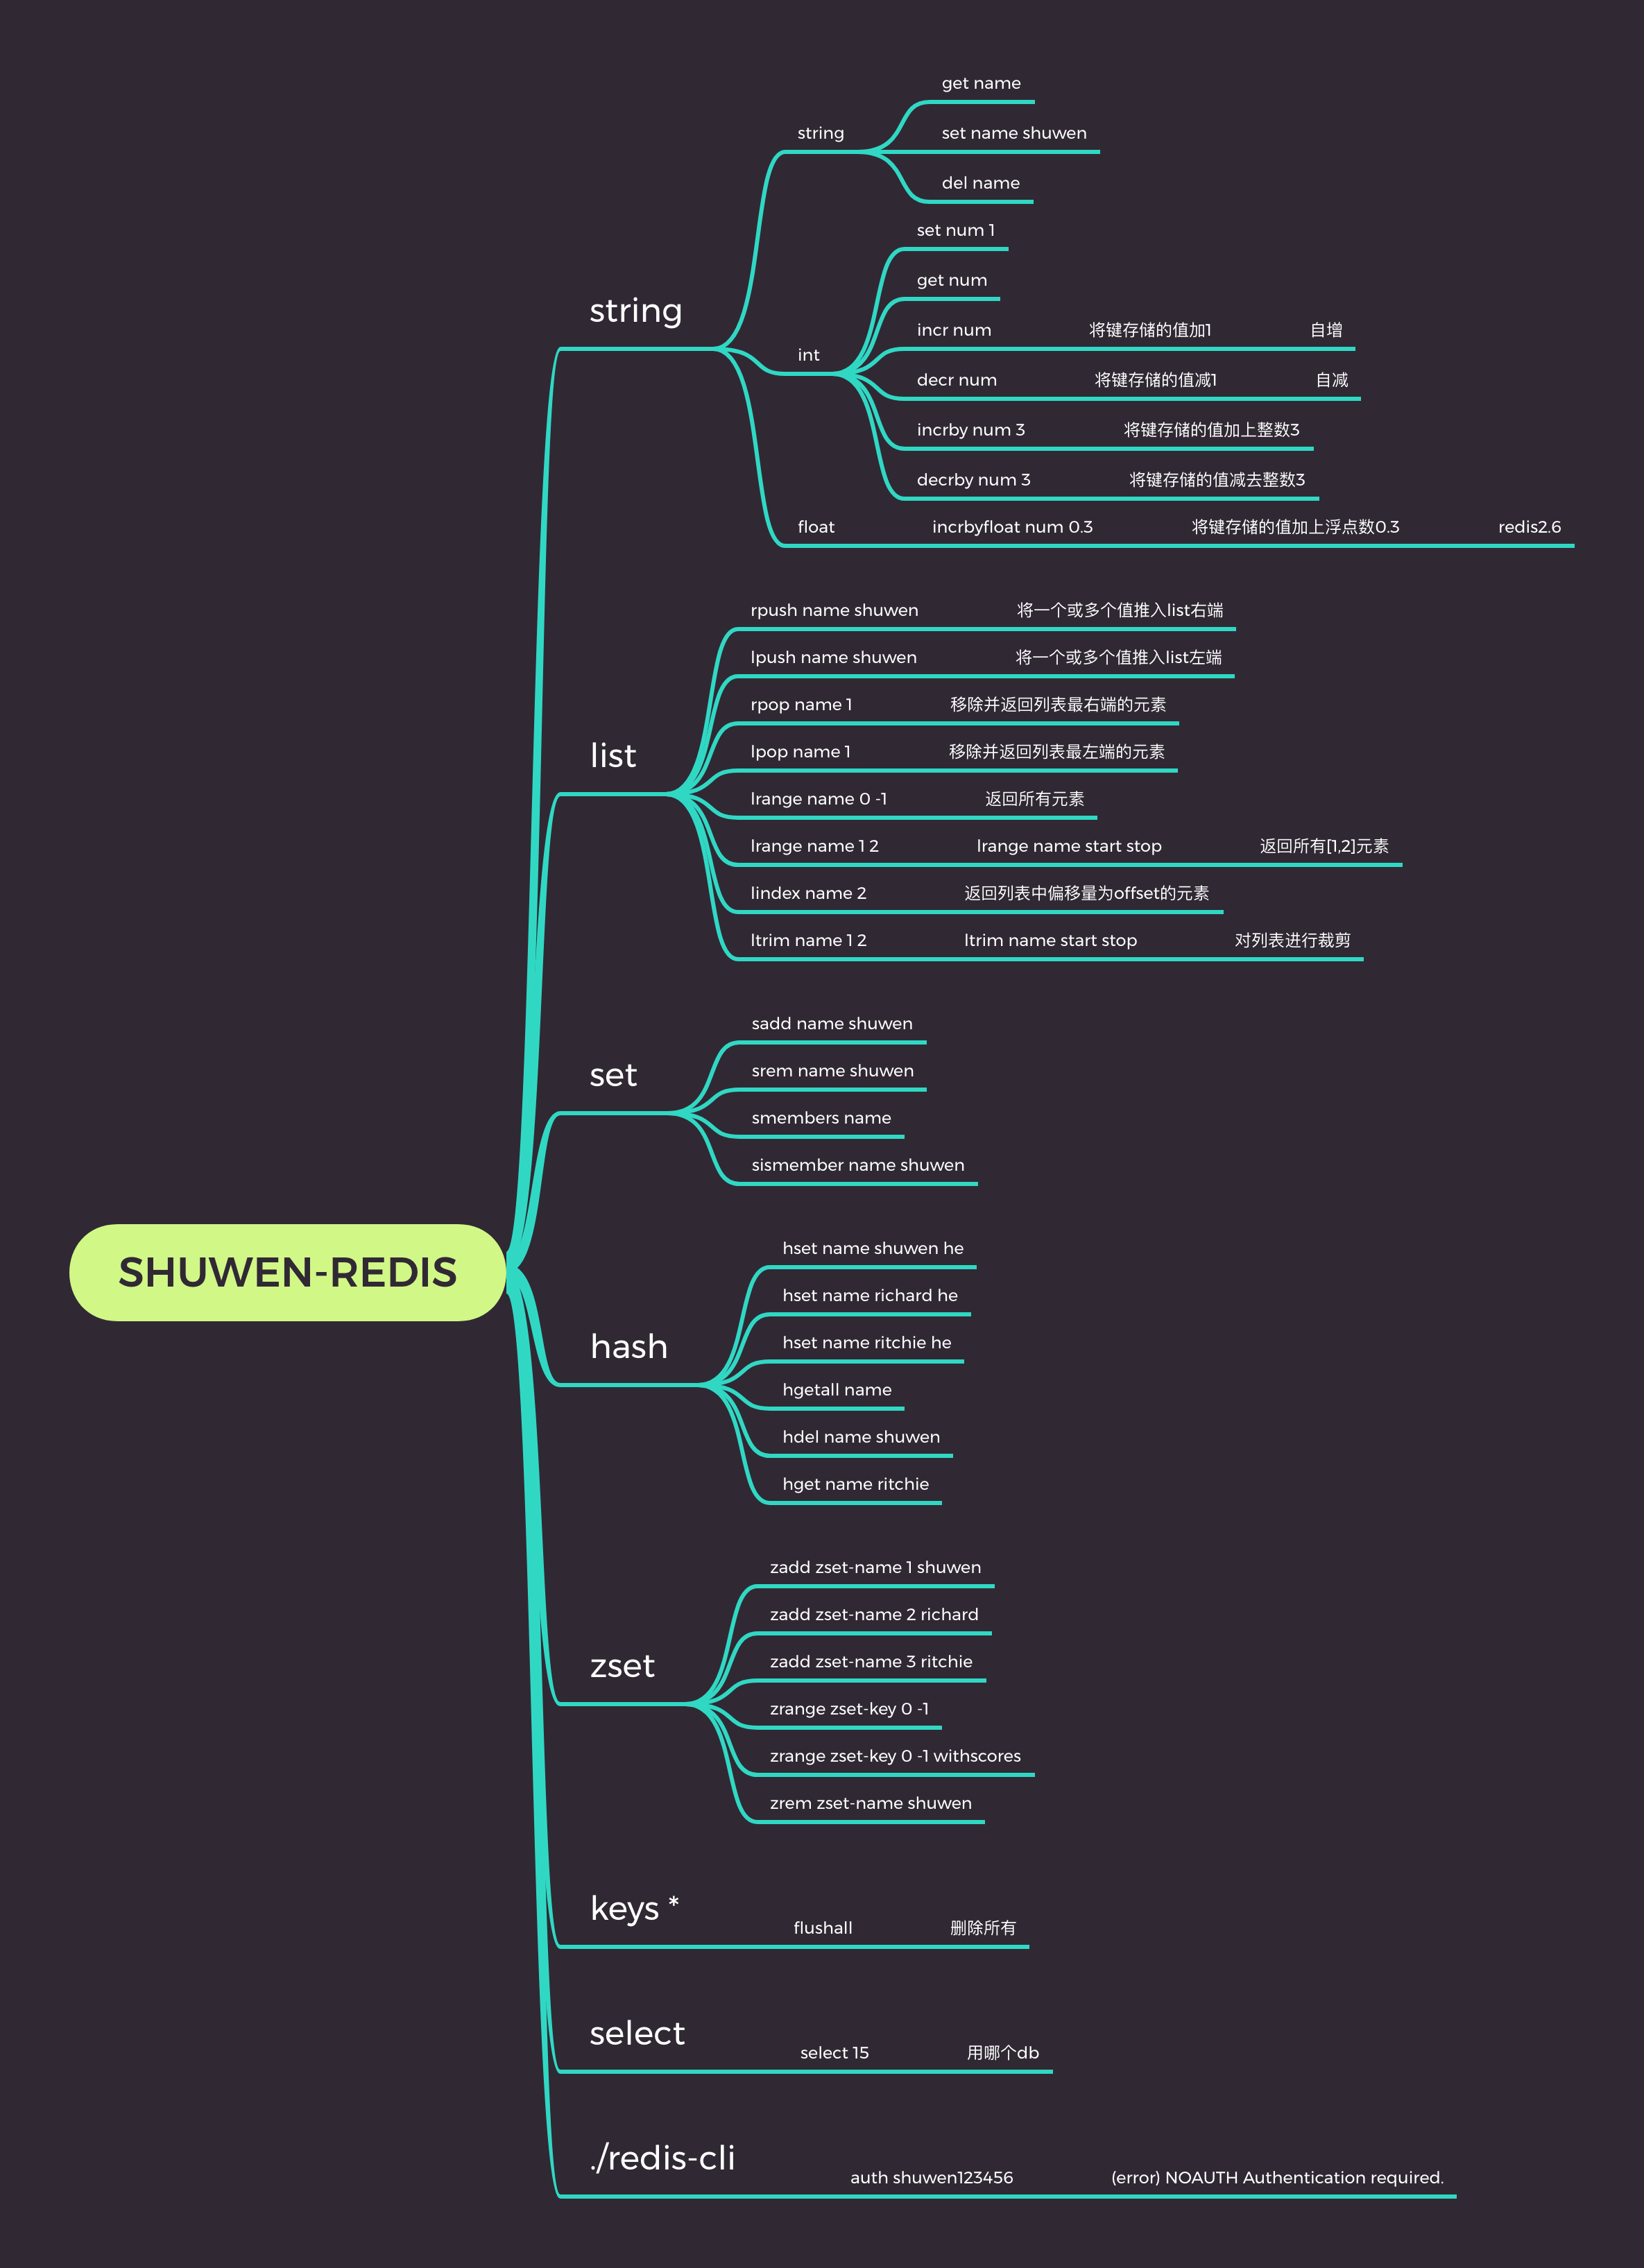 SHUWEN-REDIS
string
string
get name
set name shuwen
del name
int
set num 1
get num
incr num 将键存储的值加1 自增
decr num 将键存储的值减1 自减
incrby num 3 将键存储的值加上整数3
decrby num 3 将键存储的值减去整数3
float incrbyfloat num 0.3 将键存储的值加上浮点数0.3 redis2.6
list
rpush name shuwen 将一个或多个值推入list右端
lpush name shuwen 将一个或多个值推入list左端
rpop name 1 移除并返回列表最右端的元素
lpop name 1 移除并返回列表最左端的元素
lrange name 0 -1 返回所有元素
lrange name 1 2 lrange name start stop 返回所有[1,2]元素
lindex name 2 返回列表中偏移量为offset的元素
ltrim name 1 2 ltrim name start stop 对列表进行裁剪
set
sadd name shuwen
srem name shuwen
smembers name
sismember name shuwen
hash
hset name shuwen he
hset name richard he
hset name ritchie he
hgetall name
hdel name shuwen
hget name ritchie
zset
zadd zset-name 1 shuwen
zadd zset-name 2 richard
zadd zset-name 3 ritchie
zrange zset-key 0 -1
zrange zset-key 0 -1 withscores
zrem zset-name shuwen
keys * flushall 删除所有
select select 15 用哪个db
./redis-cli auth shuwen123456 (error) NOAUTH Authentication required.